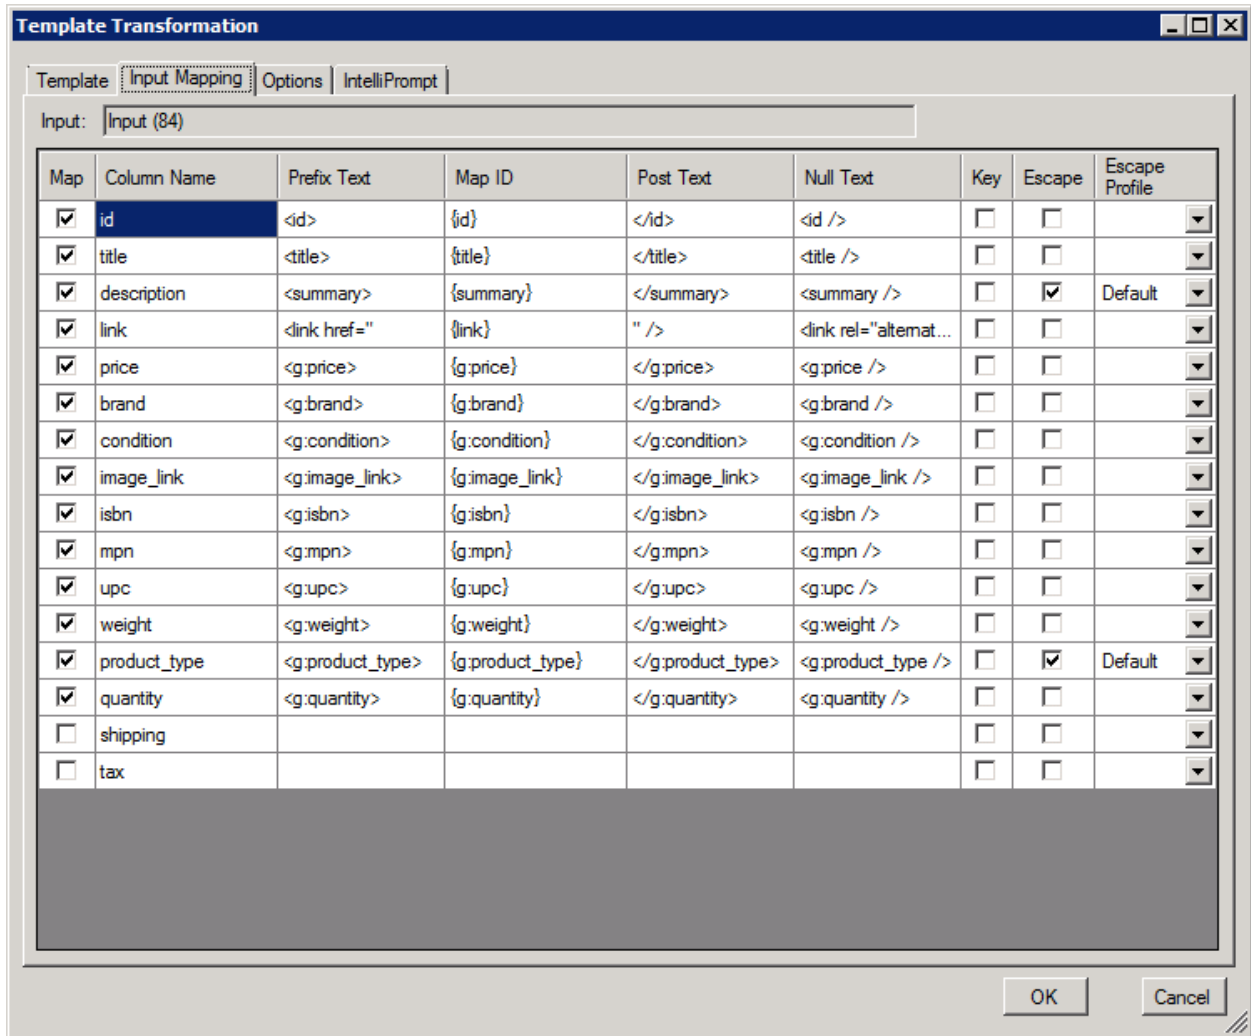 Template Transformation
Template Input Mapping Options IntelliPrompt
Input: Input (84)
Map Column Name Prefix Text Map ID Post Text Null Text Key Escape Escape Profile
id <id> {id} </id> <id />
title <title> {title} </title> <title />
description <summary> {summary} </summary> <summary /> Default
link <link href=" {link} " /> <link rel="alternat...
price <g:price> {g:price} </g:price> <g:price />
brand <g:brand> {g:brand} </g:brand> <g:brand />
condition <g:condition> {g:condition} </g:condition> <g:condition />
image_link <g:image_link> {g:image_link} </g:image_link> <g:image_link />
isbn <g:isbn> {g:isbn} </g:isbn> <g:isbn />
mpn <g:mpn> {g:mpn} </g:mpn> <g:mpn />
upc <g:upc> {g:upc} </g:upc> <g:upc />
weight <g:weight> {g:weight} </g:weight> <g:weight />
product_type <g:product_type> {g:product_type} </g:product_type> <g:product_type /> Default
quantity <g:quantity> {g:quantity} </g:quantity> <g:quantity />
shipping
tax
OK Cancel